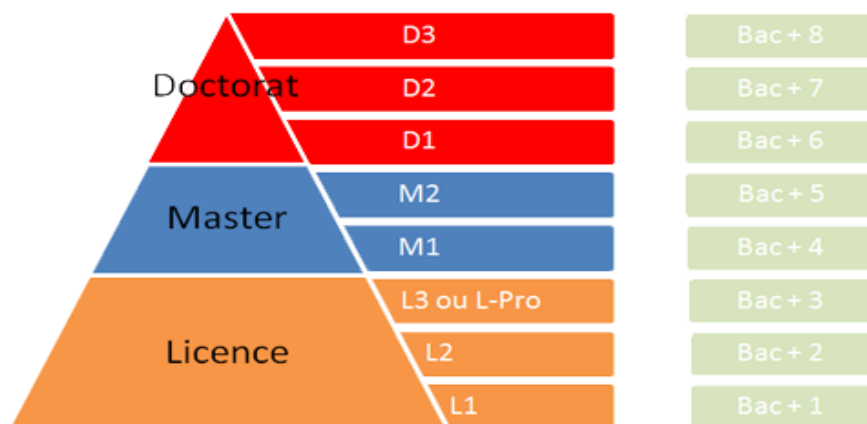 D3 Bac + 8
Doctorat D2 Bac + 7
D1 Bac + 6
M2 Bac + 5
Master
M1 Bac + 4
L3 ou L-Pro Bac + 3
Licence L2 Bac + 2
L1 Bac + 1